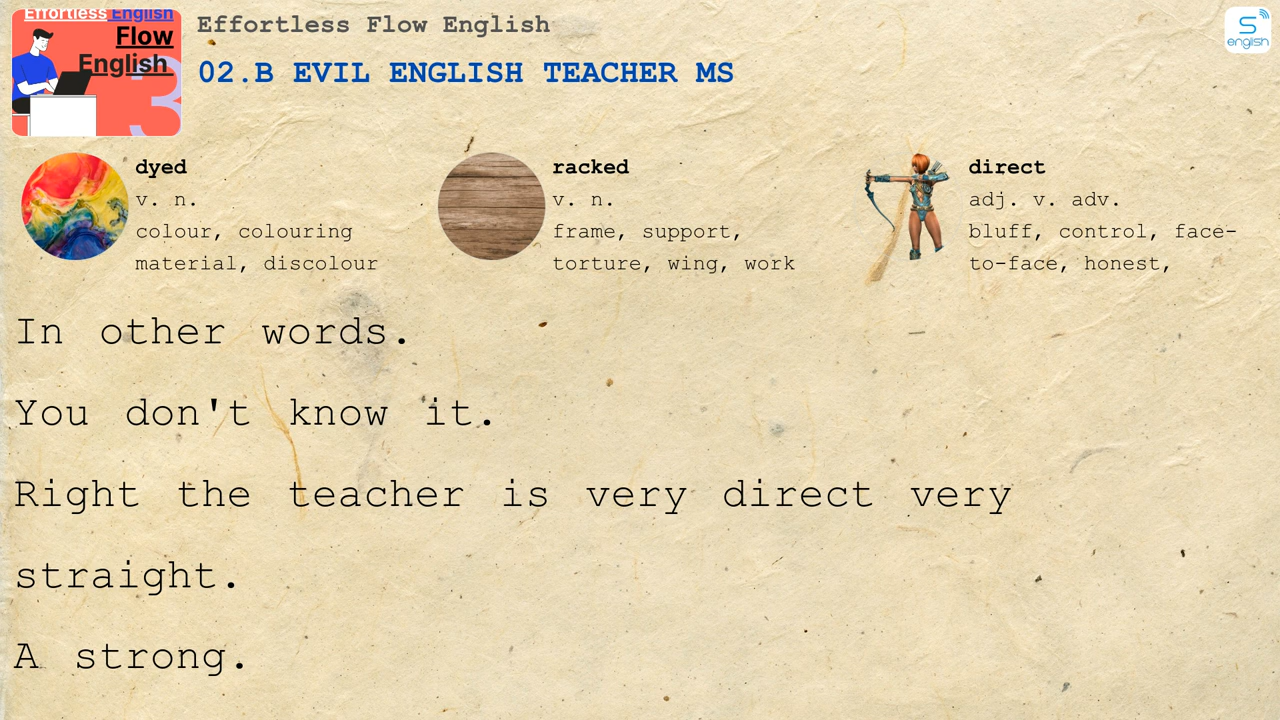 Effortless English
Flow
English
3
Effortless Flow English
02.B EVIL ENGLISH TEACHER MS
S
english
dyed
v. n.
colour, colouring
material, discolour
racked
v. n.
frame, support,
torture, wing, work
direct
adj. v. adv.
bluff, control, face-
to-face, honest,
In other words.
You don't know it.
Right the teacher is very direct very
straight.
A strong.